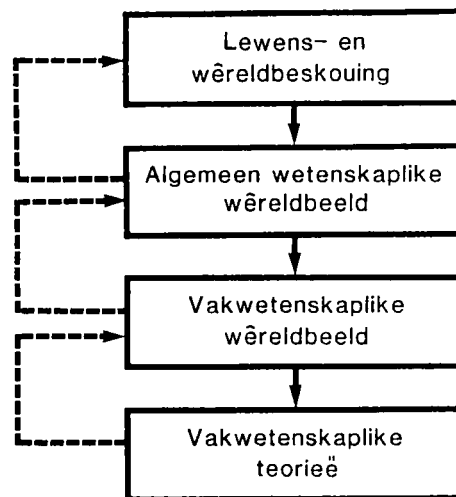 Lewens- en
wêreldbeskouing
Algemeen wetenskaplike
wêreldbeeld
Vakwetenskaplike
wêreldbeeld
Vakwetenskaplike
teorieë